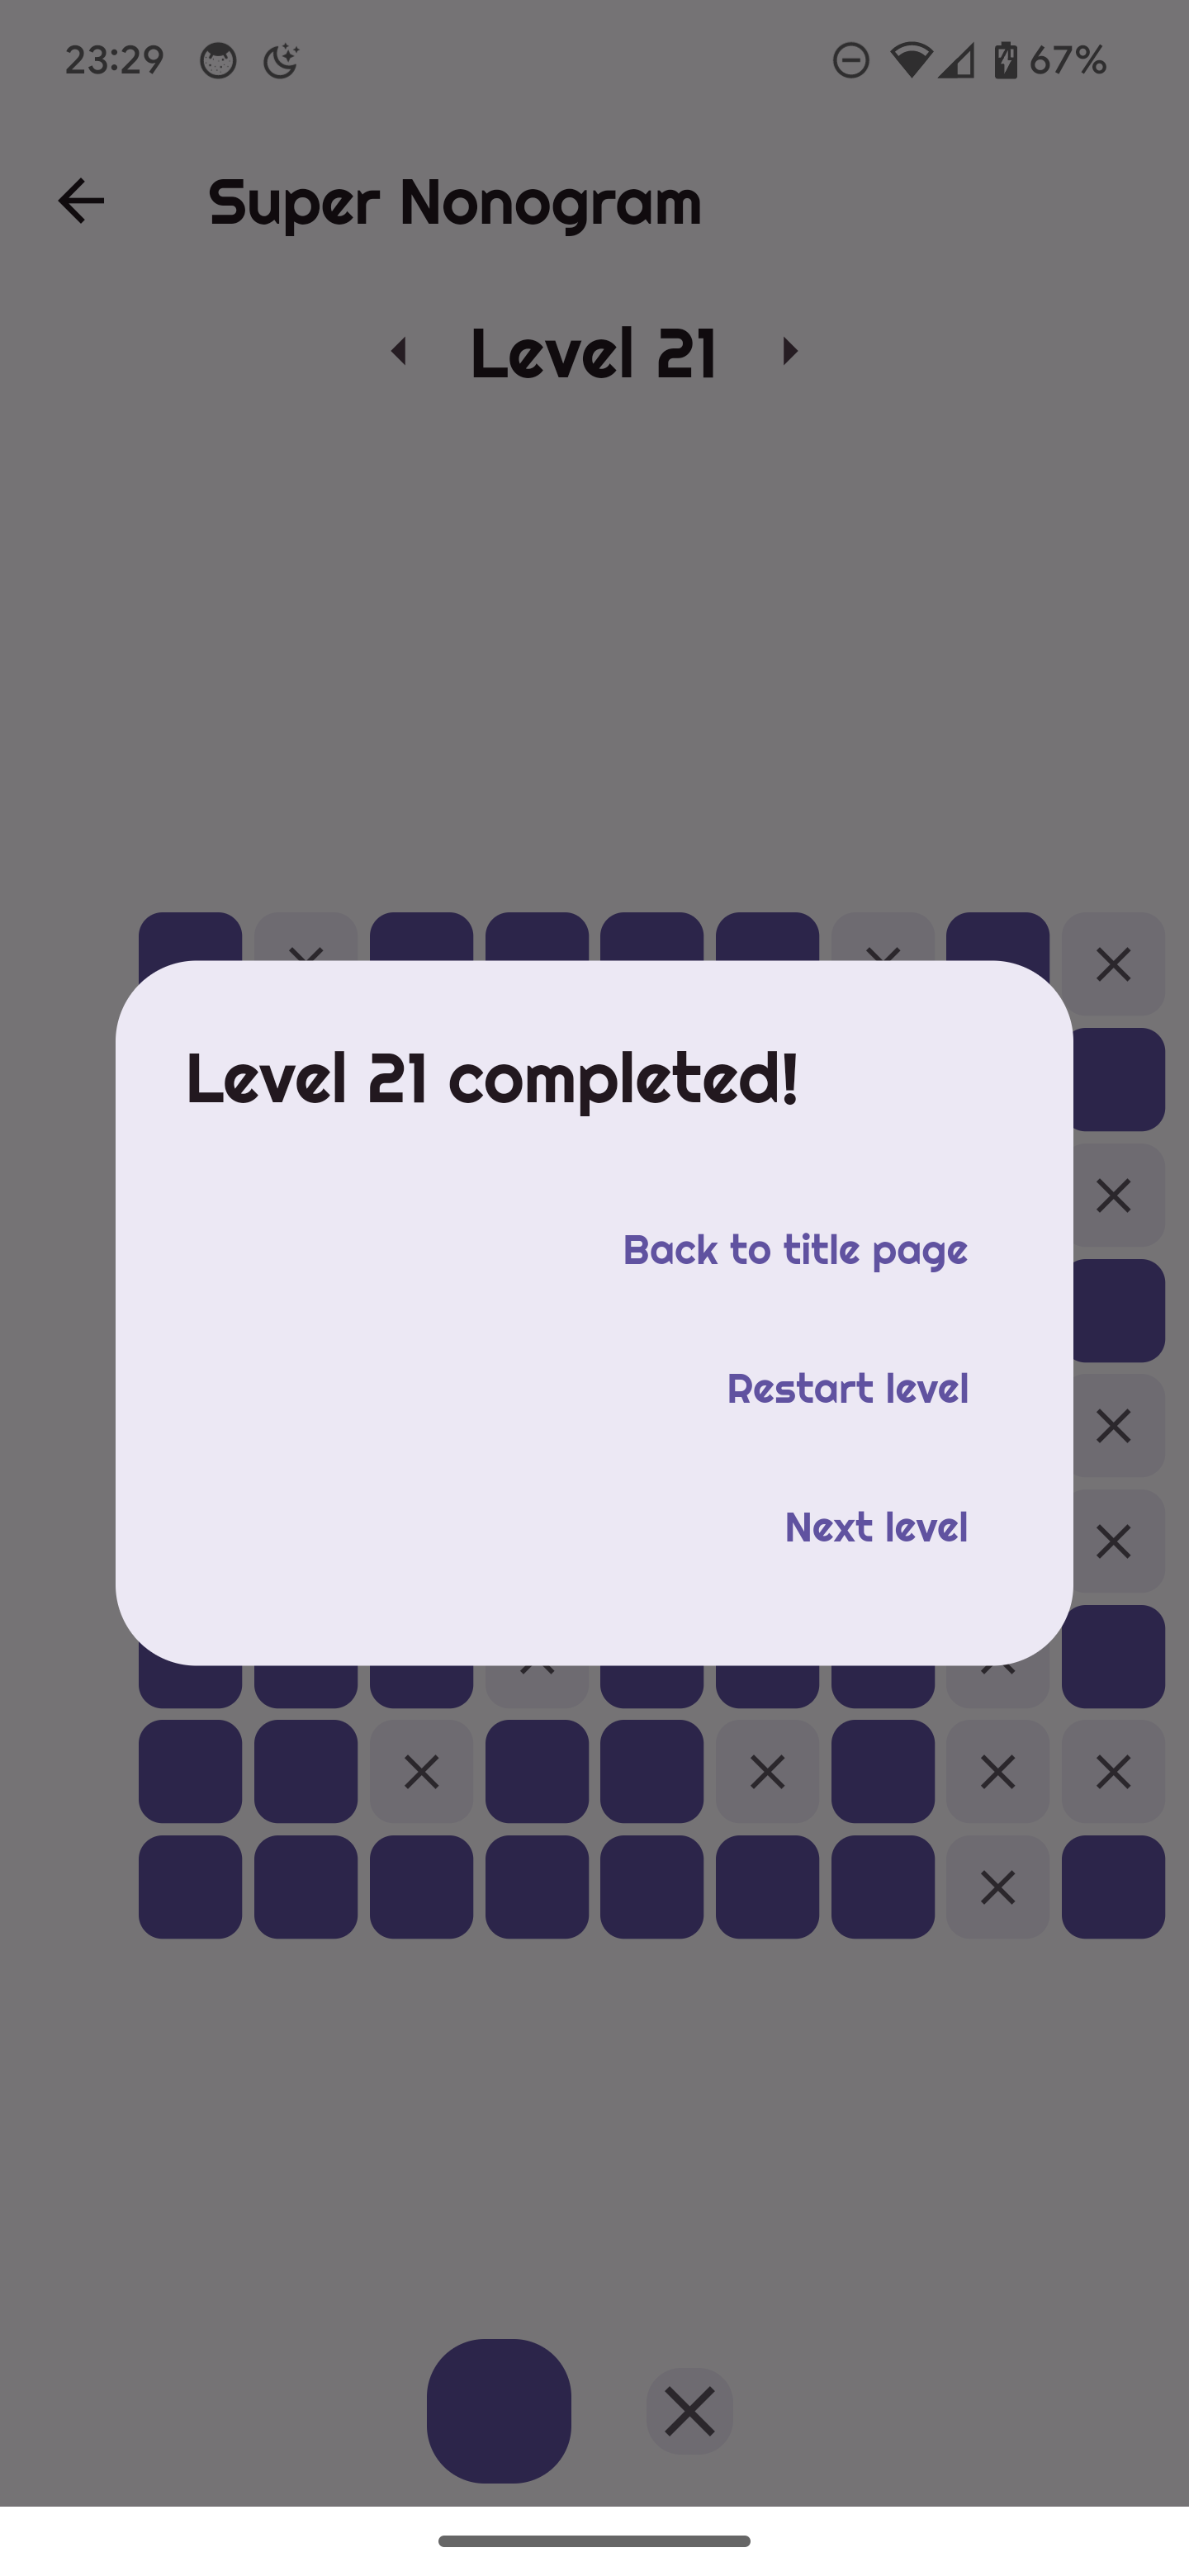 23:29
67%
Super Nonogram
Level 21
Level 21 completed!
Back to title page
Restart level
Next level